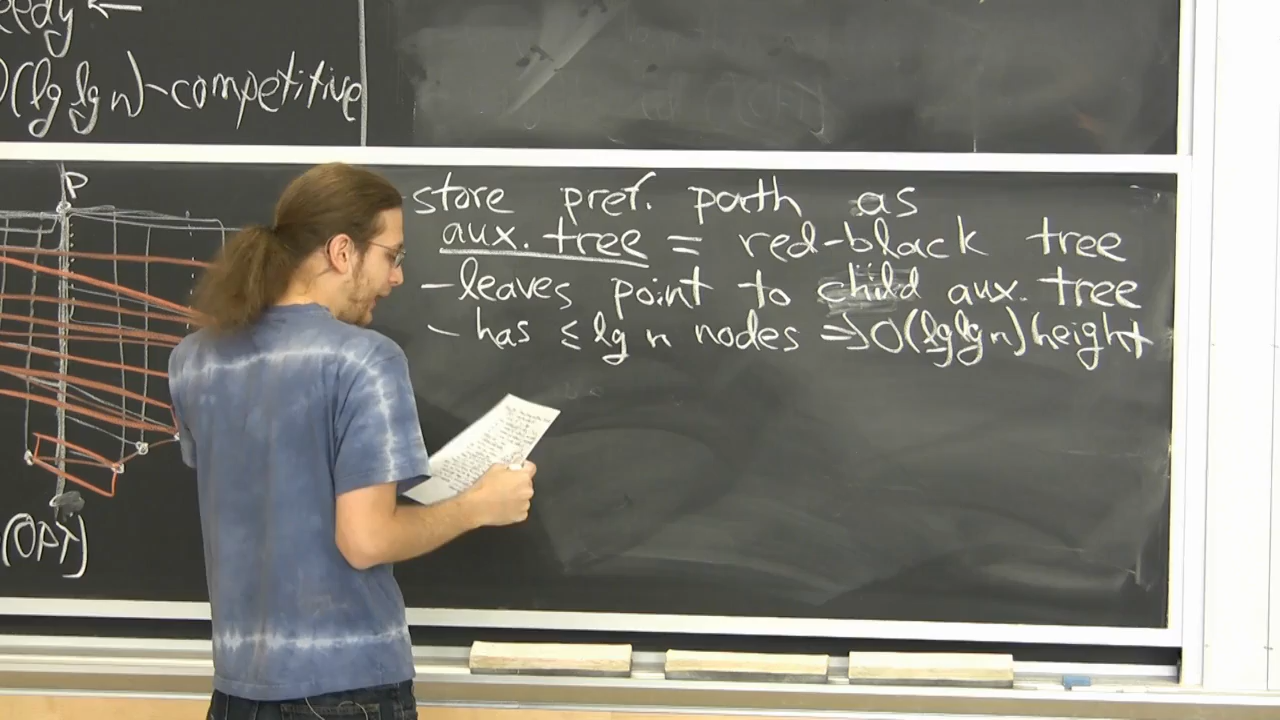 (lg lg n)-competitive
P
(OPT)
store pref. path as
aux. tree = red-black tree
- leaves point to child aux. tree
- has ≤ lg n nodes ⇒ O(lg lg n) height